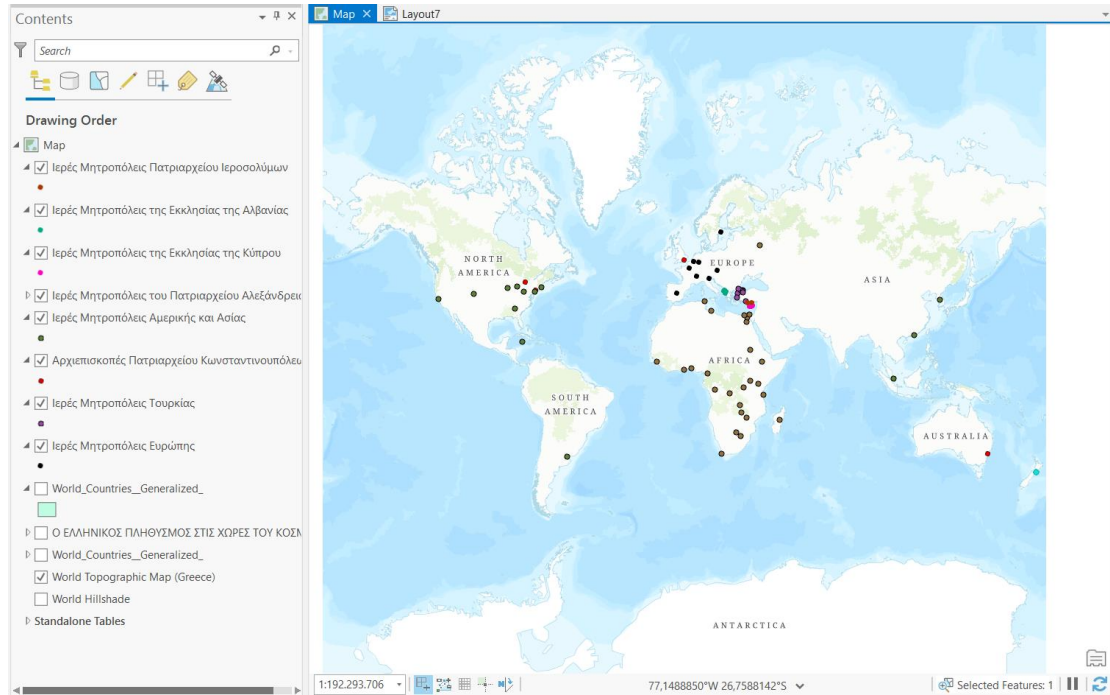 Contents
Search
Drawing Order
Map
Ιερές Μητροπόλεις Πατριαρχείου Ιεροσολύμων
Ιερές Μητροπόλεις της Εκκλησίας της Αλβανίας
Ιερές Μητροπόλεις της Εκκλησίας της Κύπρου
Ιερές Μητροπόλεις του Πατριαρχείου Αλεξάνδρει
Ιερές Μητροπόλεις Αμερικής και Ασίας
Αρχιεπισκοπές Πατριαρχείου Κωνσταντινουπόλεω
Ιερές Μητροπόλεις Τουρκίας
Ιερές Μητροπόλεις Ευρώπης
World_Countries__Generalized_
Ο ΕΛΛΗΝΙΚΟΣ ΠΛΗΘΥΣΜΟΣ ΣΤΙΣ ΧΩΡΕΣ ΤΟΥ ΚΟΣΜ
World_Countries__Generalized_
World Topographic Map (Greece)
World Hillshade
Standalone Tables
Map
Layout7
NORTH
AMERICA
EUROPE
ASIA
AFRICA
SOUTH
AMERICA
AUSTRALIA
ANTARCTICA
1:192.293.706
77,1488850°W 26,7588142°S
Selected Features: 1